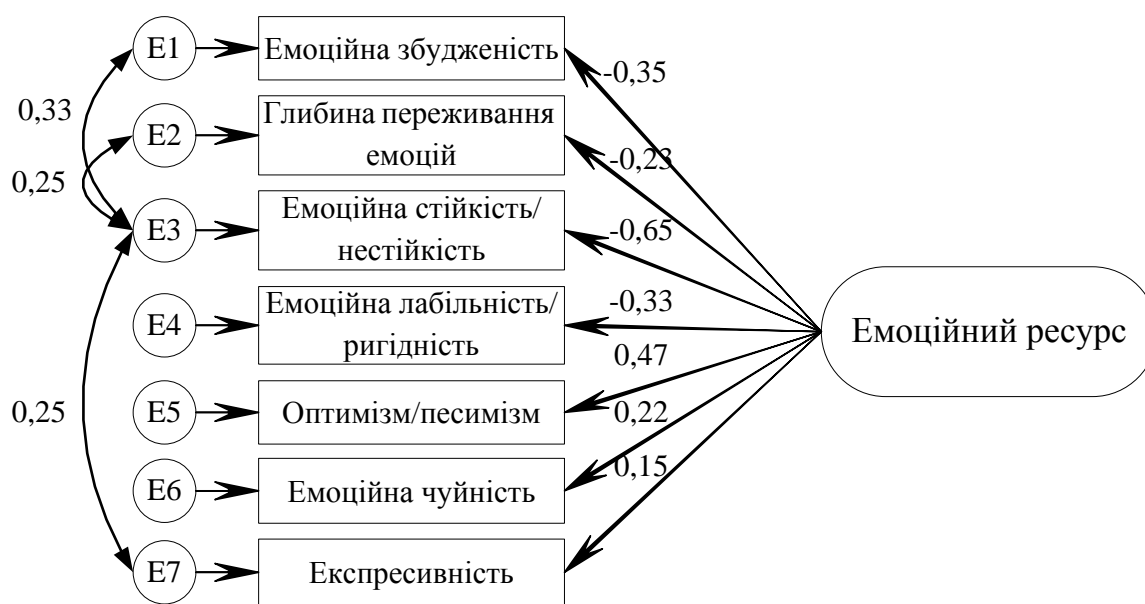 E1
Емоційна збудженість
-0,35
0,33
E2
Глибина переживання
емоцій
-0,23
0,25
E3
Емоційна стійкість/
нестійкість
-0,65
E4
Емоційна лабільність/
ригідність
-0,33
Емоційний ресурс
0,47
0,25
E5
Оптимізм/песимізм
0,22
E6
Емоційна чуйність
0,15
E7
Експресивність